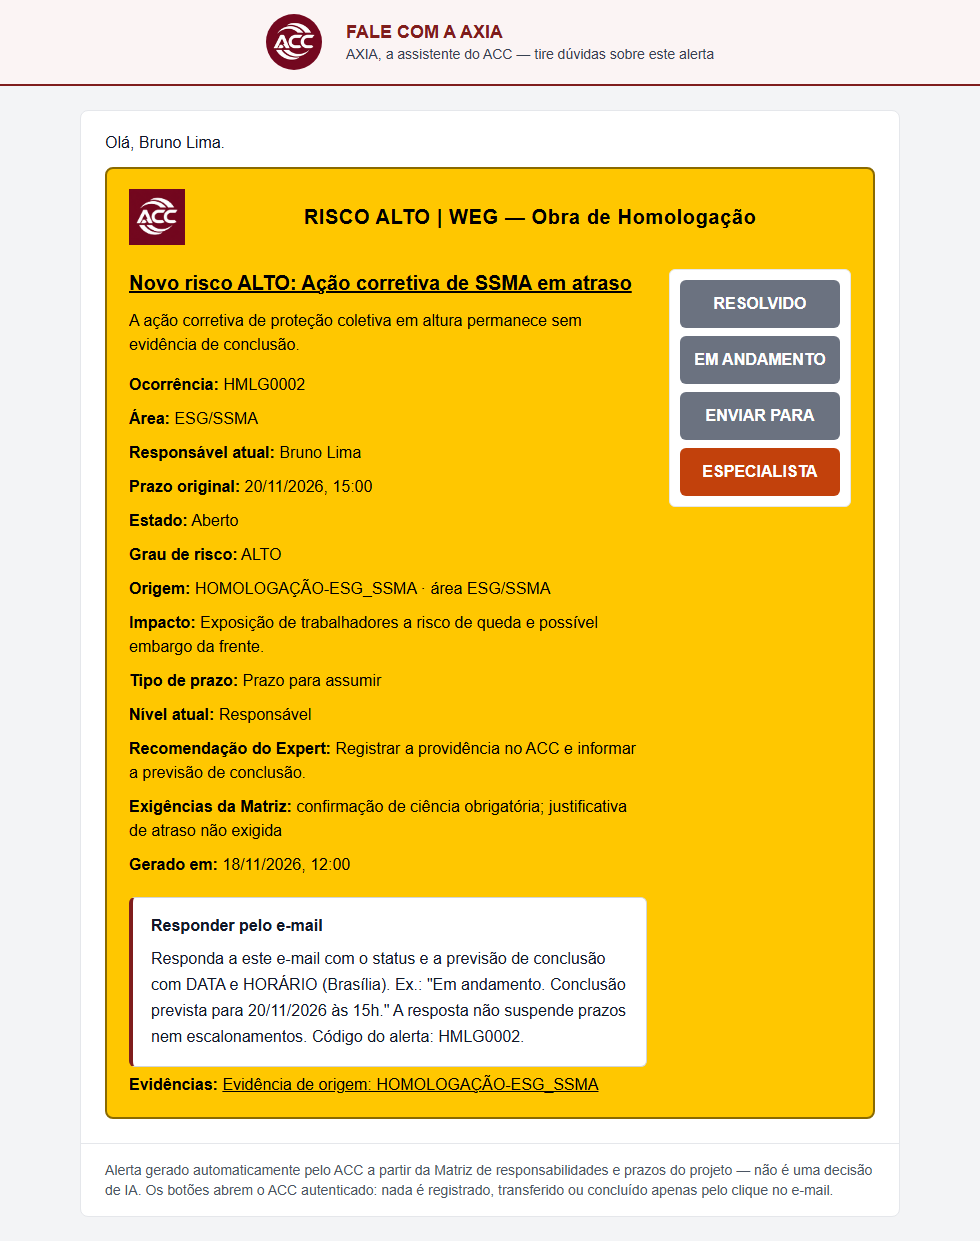 ACC
FALE COM A AXIA
AXIA, a assistente do ACC — tire dúvidas sobre este alerta
Olá, Bruno Lima.
ACC
RISCO ALTO | WEG — Obra de Homologação
Novo risco ALTO: Ação corretiva de SSMA em atraso
A ação corretiva de proteção coletiva em altura permanece sem
evidência de conclusão.
Ocorrência: HMLG0002
Área: ESG/SSMA
Responsável atual: Bruno Lima
Prazo original: 20/11/2026, 15:00
Estado: Aberto
Grau de risco: ALTO
Origem: HOMOLOGAÇÃO-ESG_SSMA · área ESG/SSMA
Impacto: Exposição de trabalhadores a risco de queda e possível
embargo da frente.
Tipo de prazo: Prazo para assumir
Nível atual: Responsável
Recomendação do Expert: Registrar a providência no ACC e informar
a previsão de conclusão.
Exigências da Matriz: confirmação de ciência obrigatória; justificativa
de atraso não exigida
Gerado em: 18/11/2026, 12:00
RESOLVIDO
EM ANDAMENTO
ENVIAR PARA
ESPECIALISTA
Responder pelo e-mail
Responda a este e-mail com o status e a previsão de conclusão
com DATA e HORÁRIO (Brasília). Ex.: "Em andamento. Conclusão
prevista para 20/11/2026 às 15h." A resposta não suspende prazos
nem escalonamentos. Código do alerta: HMLG0002.
Evidências: Evidência de origem: HOMOLOGAÇÃO-ESG_SSMA
Alerta gerado automaticamente pelo ACC a partir da Matriz de responsabilidades e prazos do projeto — não é uma decisão
de IA. Os botões abrem o ACC autenticado: nada é registrado, transferido ou concluído apenas pelo clique no e-mail.